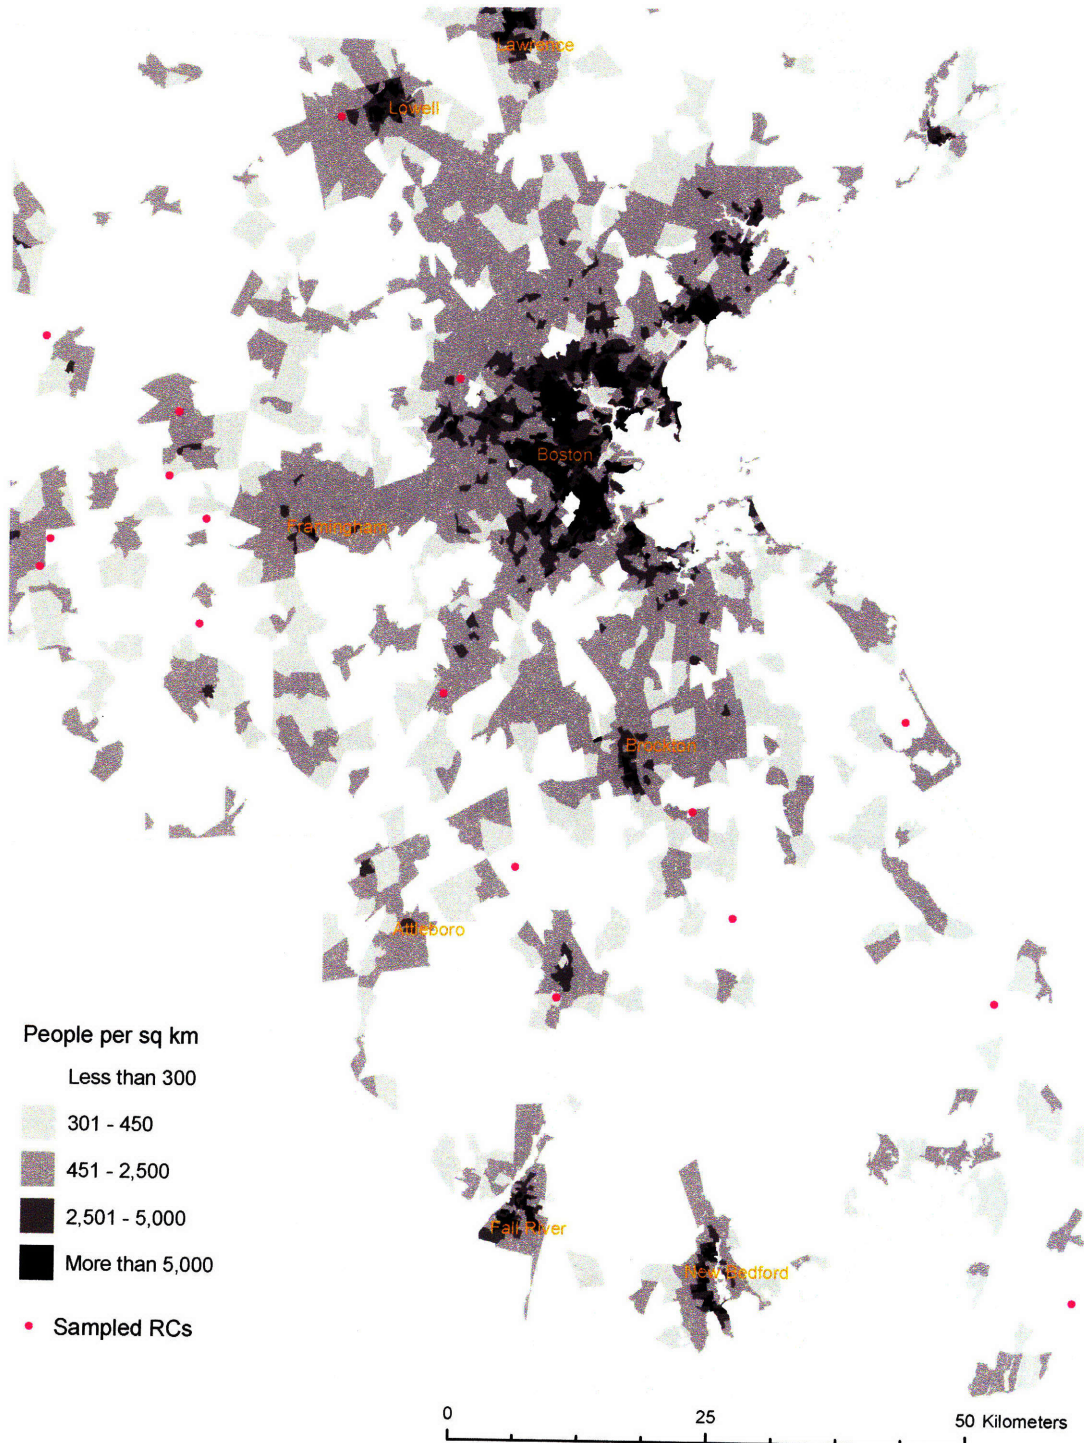 Lawrence
Lowell
Boston
Framingham
Brockton
Attleboro
People per sq km
Less than 300
301 - 450
451 - 2,500
2,501 - 5,000
More than 5,000
Sampled RCs
Fall River
New Bedford
0 25 50 Kilometers